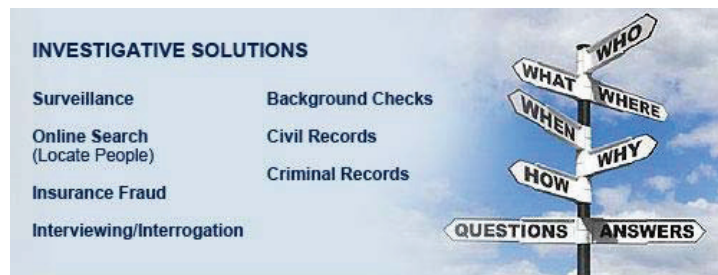 INVESTIGATIVE SOLUTIONS
Surveillance
Online Search
(Locate People)
Insurance Fraud
Interviewing/Interrogation
Background Checks
Civil Records
Criminal Records
WHO
WHAT
WHERE
WHEN
WHY
HOW
QUESTIONS
ANSWERS